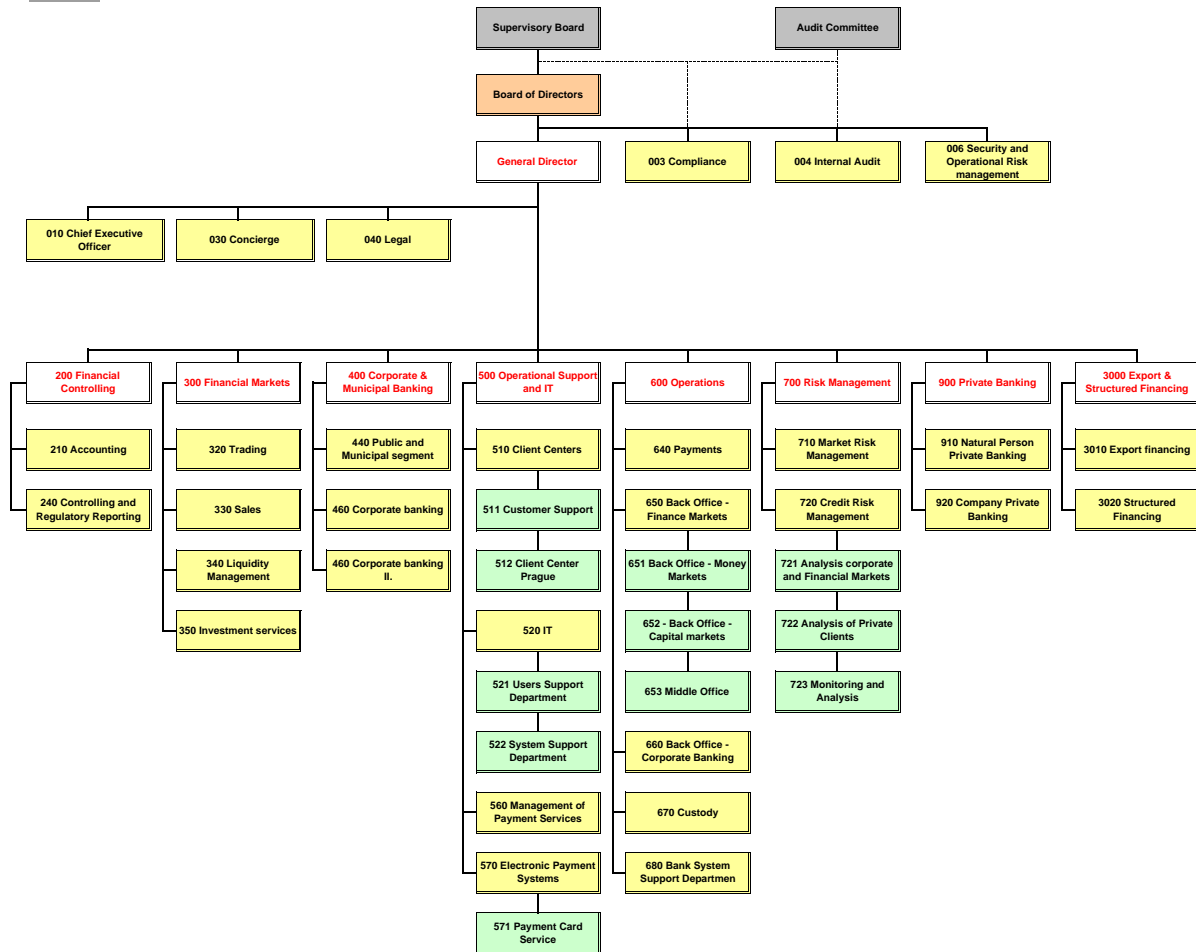 Supervisory Board
Audit Committee
Board of Directors
General Director
003 Compliance
004 Internal Audit
006 Security and
Operational Risk
management
010 Chief Executive
Officer
030 Concierge
040 Legal
200 Financial
Controlling
300 Financial Markets
400 Corporate &
Municipal Banking
500 Operational Support
and IT
600 Operations
700 Risk Management
900 Private Banking
3000 Export &
Structured Financing
210 Accounting
320 Trading
440 Public and
Municipal segment
510 Client Centers
640 Payments
710 Market Risk
Management
910 Natural Person
Private Banking
3010 Export financing
240 Controlling and
Regulatory Reporting
330 Sales
460 Corporate banking
511 Customer Support
650 Back Office -
Finance Markets
720 Credit Risk
Management
920 Company Private
Banking
3020 Structured
Financing
340 Liquidity
Management
460 Corporate banking
II.
512 Client Center
Prague
651 Back Office - Money
Markets
721 Analysis corporate
and Financial Markets
350 Investment services
520 IT
652 - Back Office -
Capital markets
722 Analysis of Private
Clients
521 Users Support
Department
653 Middle Office
723 Monitoring and
Analysis
522 System Support
Department
660 Back Office -
Corporate Banking
560 Management of
Payment Services
670 Custody
570 Electronic Payment
Systems
680 Bank System
Support Departmen
571 Payment Card
Service